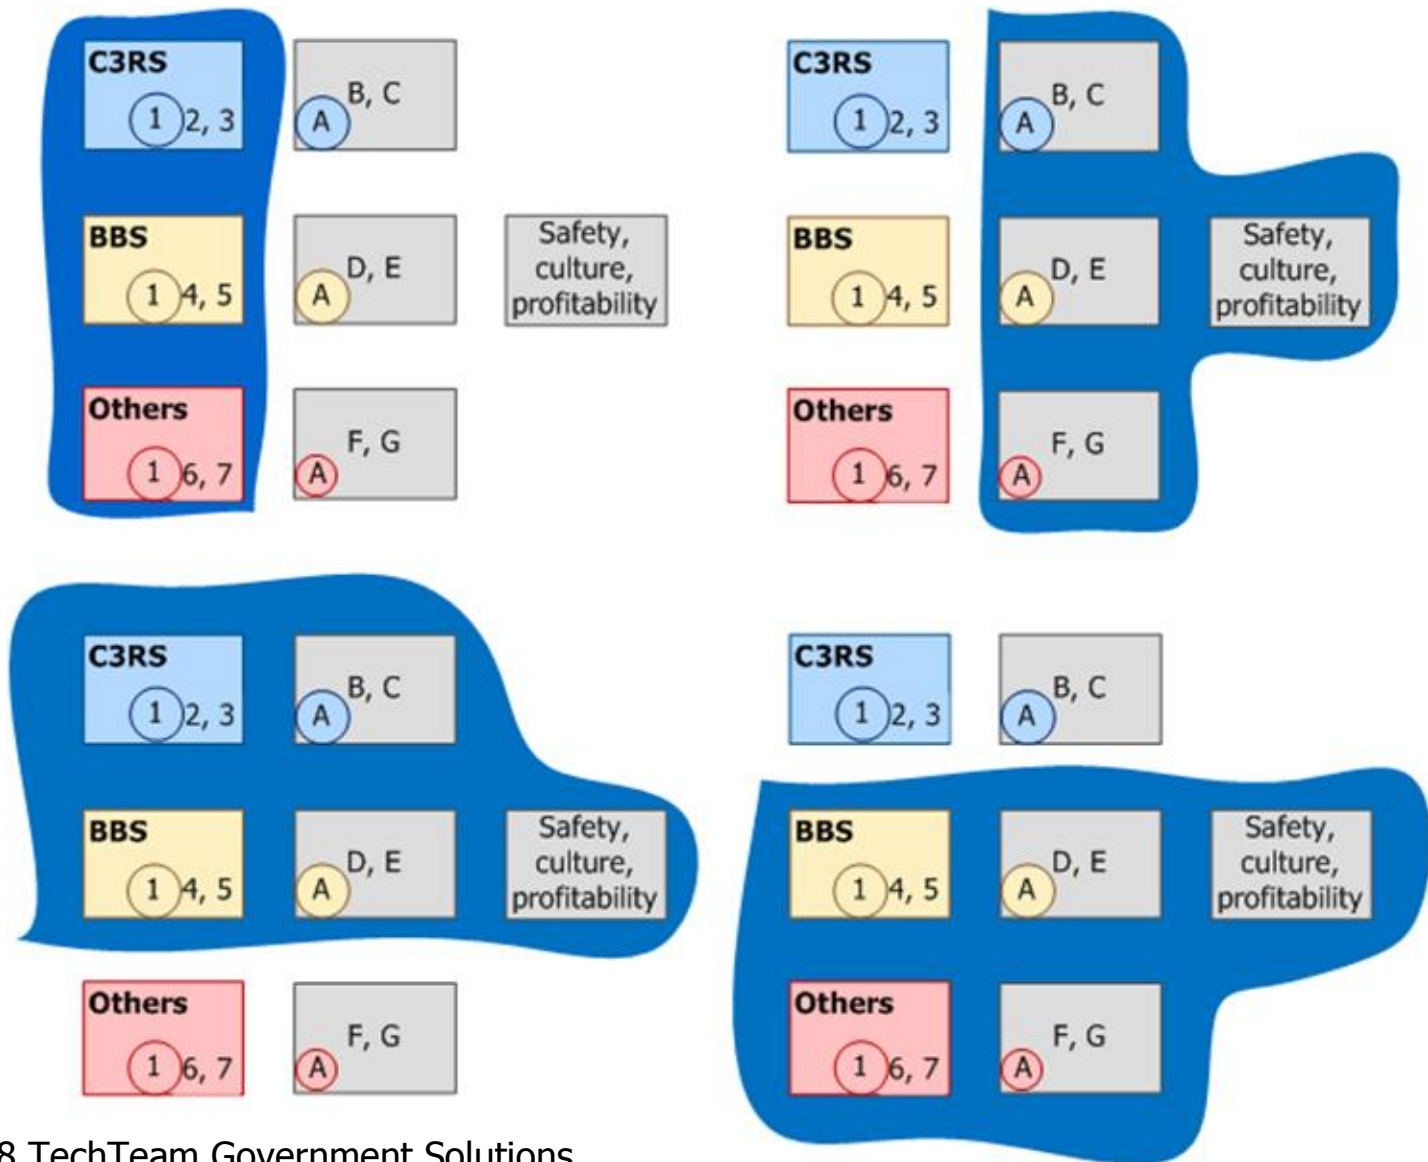 C3RS
1 2, 3
B, C
A
BBS
1 4, 5
D, E
A
Safety,
culture,
profitability
Others
1 6, 7
F, G
A
C3RS
1 2, 3
B, C
A
BBS
1 4, 5
D, E
A
Safety,
culture,
profitability
Others
1 6, 7
F, G
A
C3RS
1 2, 3
B, C
A
BBS
1 4, 5
D, E
A
Safety,
culture,
profitability
Others
1 6, 7
F, G
A
C3RS
1 2, 3
B, C
A
BBS
1 4, 5
D, E
A
Safety,
culture,
profitability
Others
1 6, 7
F, G
A
8 TechTeam Government Solutions